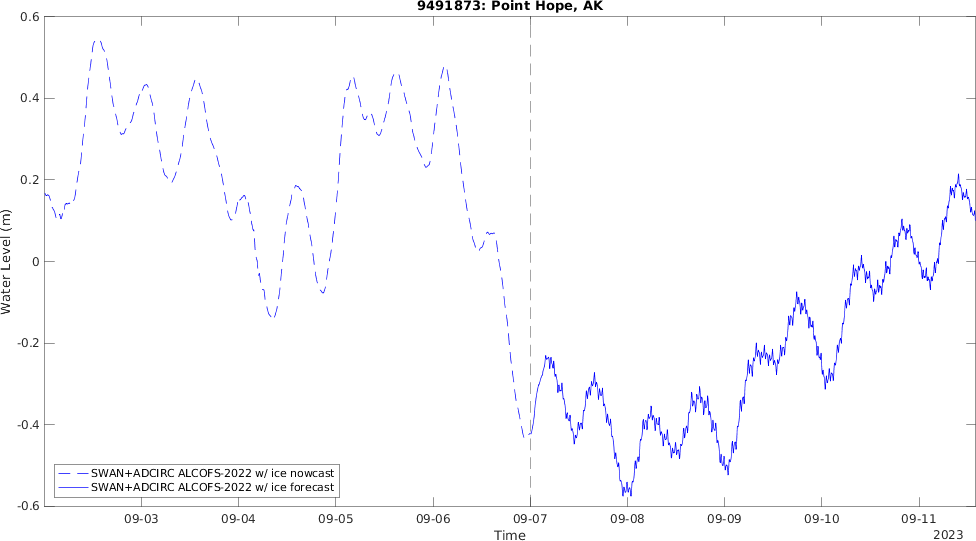 9491873: Point Hope, AK
0.6
0.4
0.2
0
-0.2
-0.4
-0.6
Water Level (m)
SWAN+ADCIRC ALCOFS-2022 w/ ice nowcast
SWAN+ADCIRC ALCOFS-2022 w/ ice forecast
09-03 09-04 09-05 09-06 09-07 09-08 09-09 09-10 09-11
Time
2023